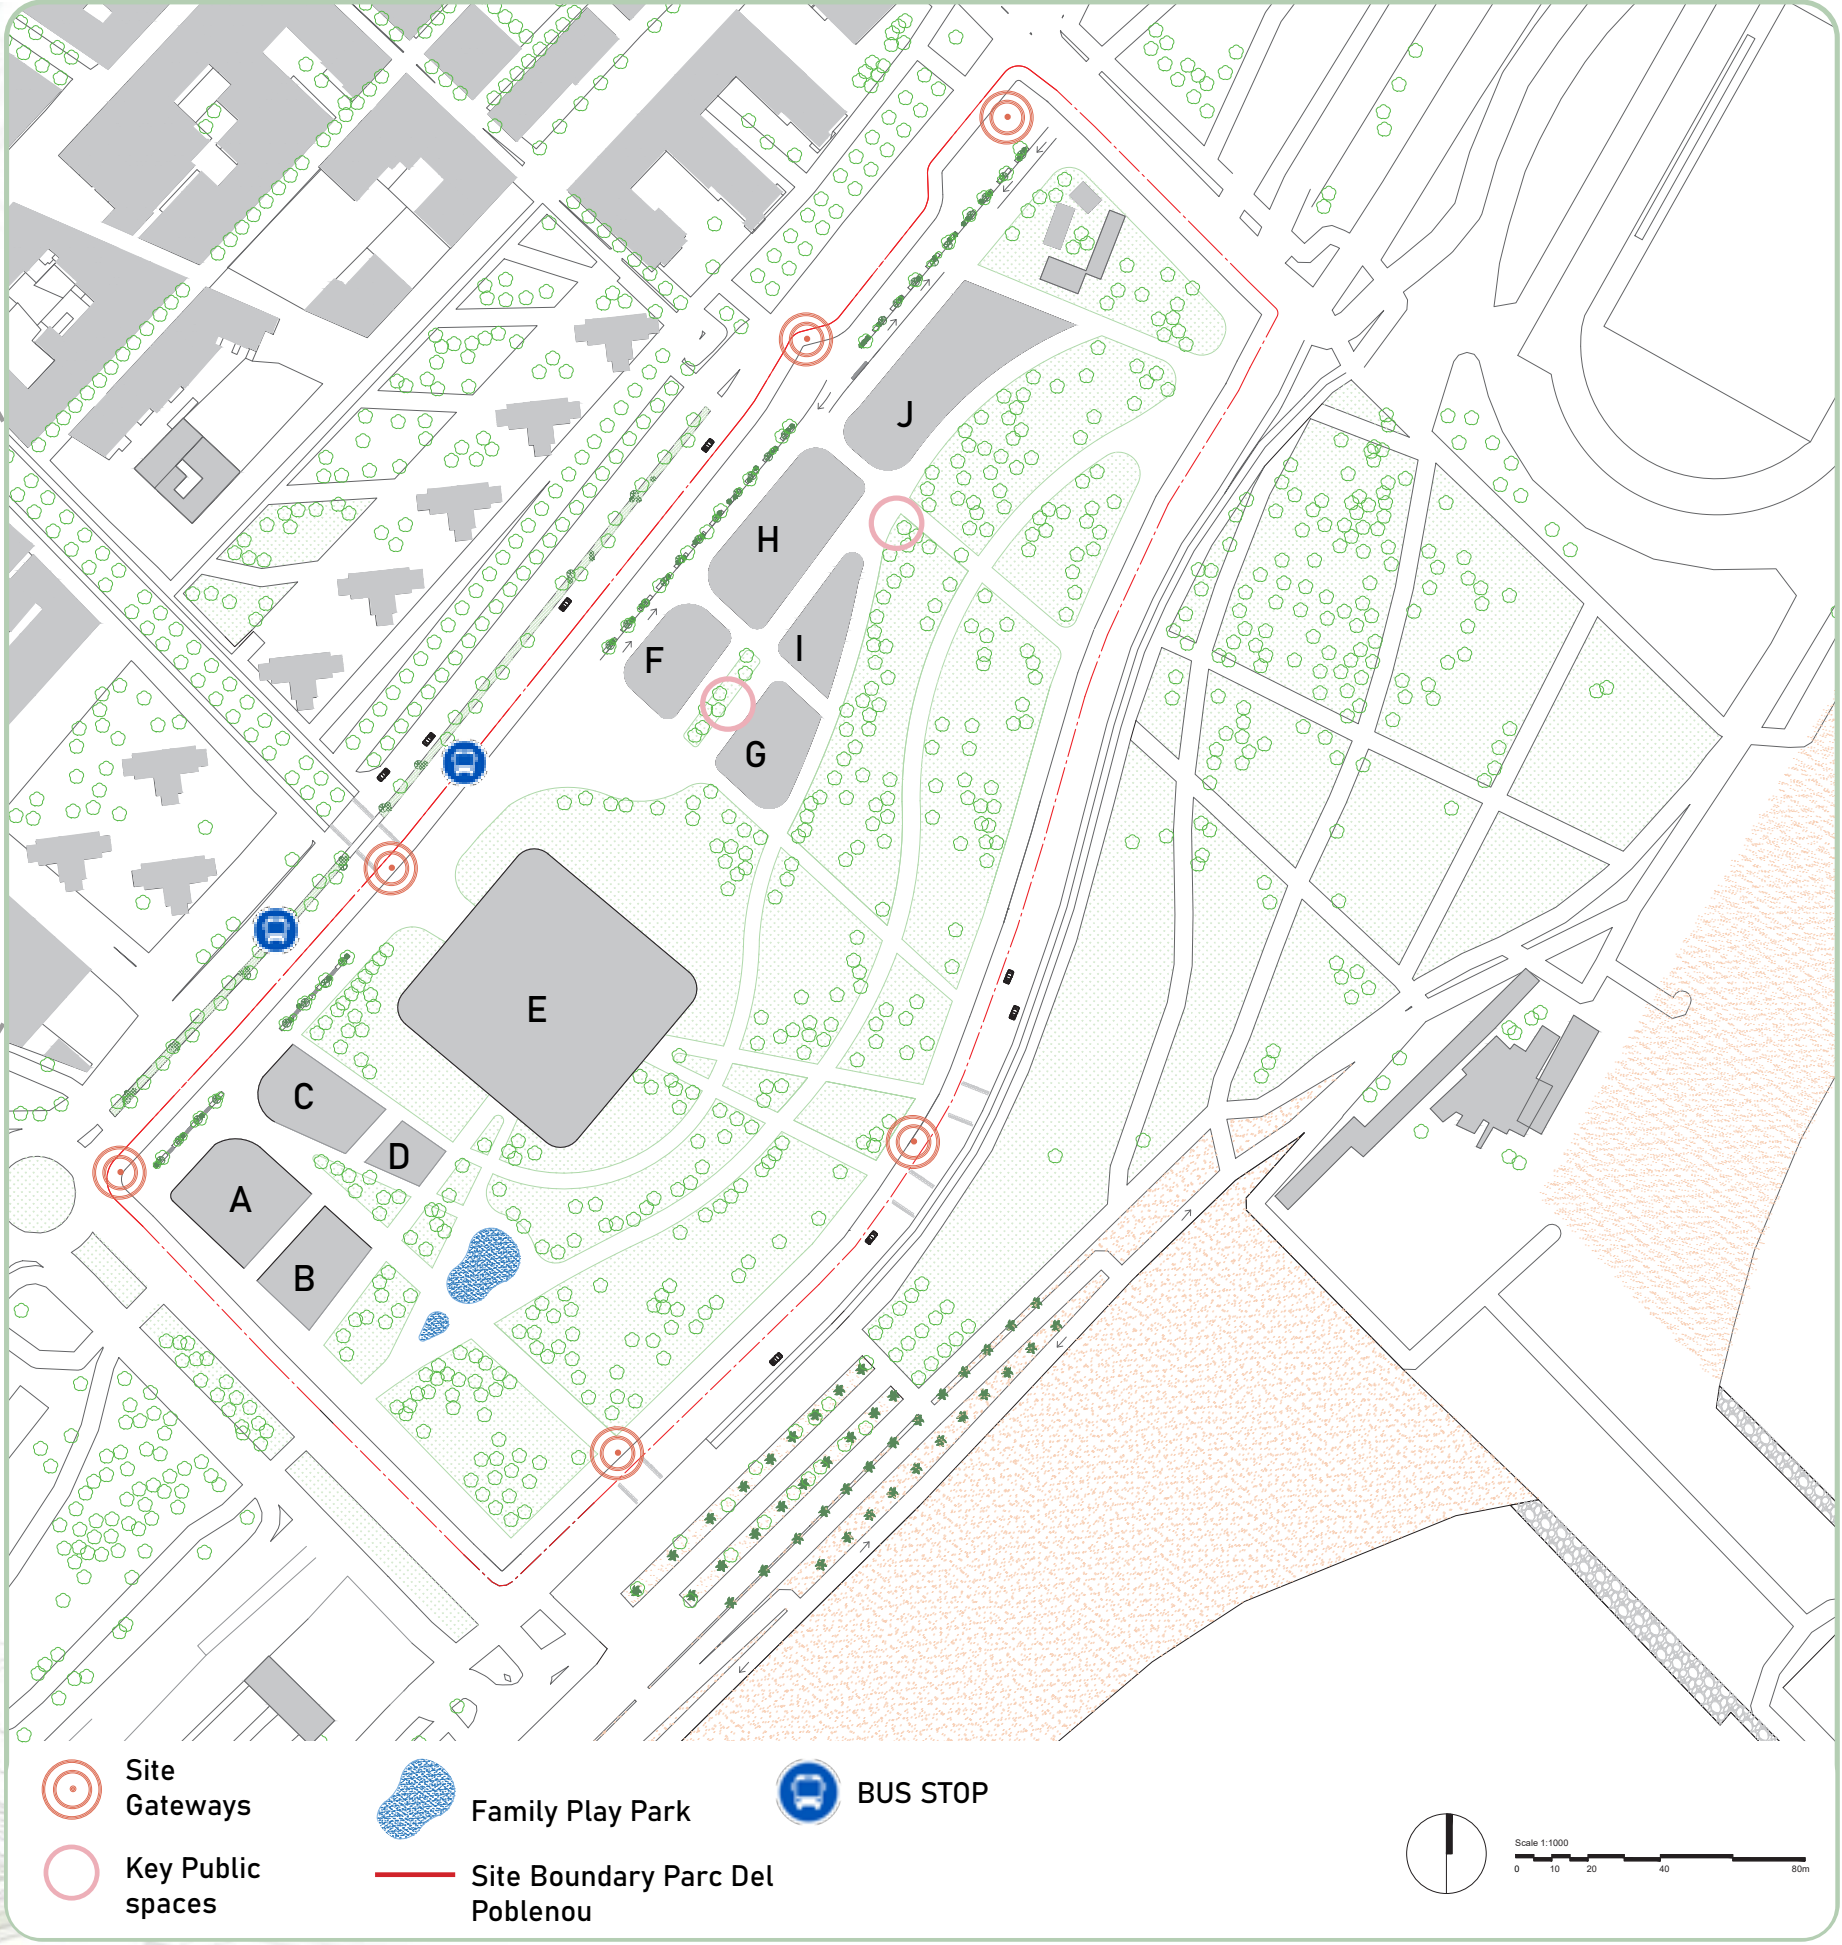 J
H
I
F
G
E
C
D
A
B
Site
Gateways
Family Play Park
BUS STOP
Key Public
spaces
Site Boundary Parc Del
Poblenou
Scale 1:1000
0 10 20 40 80m